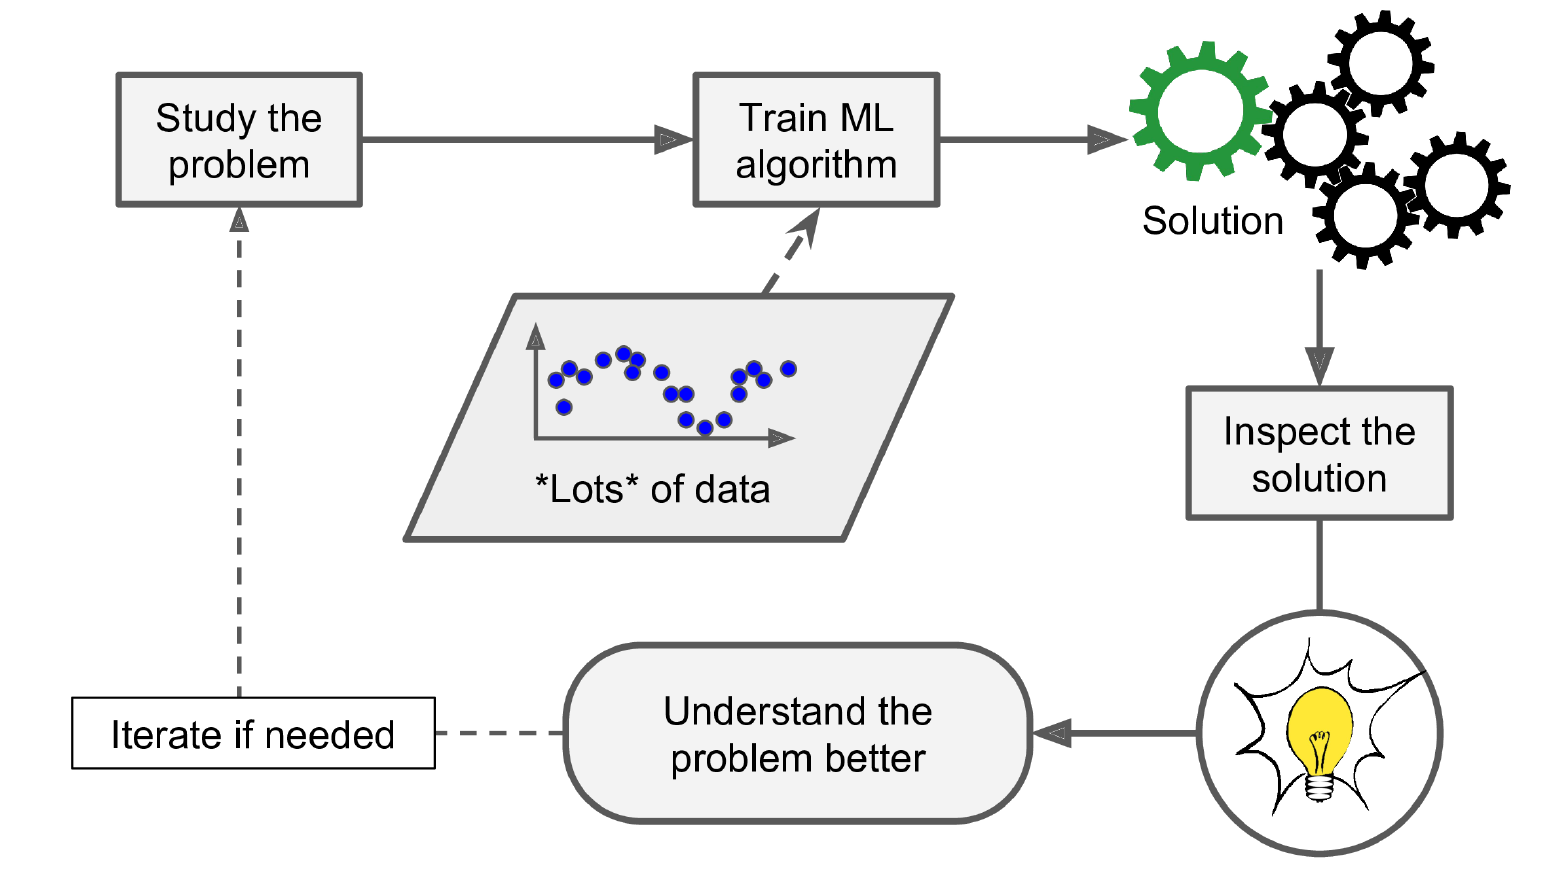 Study the
problem
Train ML
algorithm
Solution
*Lots* of data
Inspect the
solution
Understand the
problem better
Iterate if needed